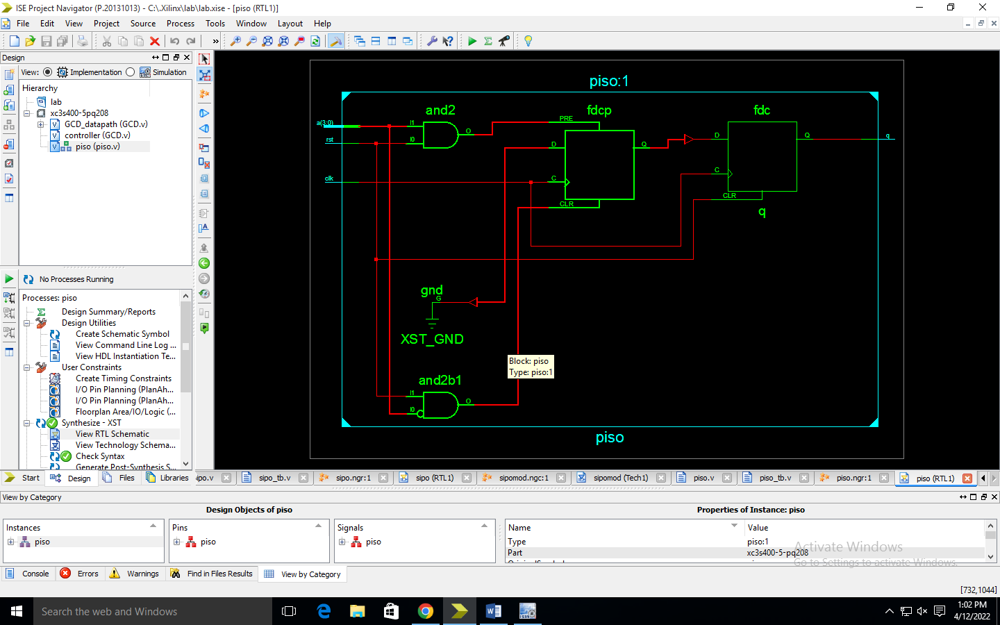 ISE Project Navigator (P.20131013) - C:\.Xilinx\lab\lab.xise - [piso (RTL1)]
File Edit View Project Source Process Tools Window Layout Help
Design
View: Implementation Simulation
Hierarchy
lab
xc3s400-5pq208
GCD_datapath (GCD.v)
controller (GCD.v)
piso (piso.v)
No Processes Running
Processes: piso
Design Summary/Reports
Design Utilities
Create Schematic Symbol
View Command Line Log ...
View HDL Instantiation Te...
User Constraints
Create Timing Constraints
I/O Pin Planning (PlanAh...
I/O Pin Planning (PlanAh...
Floorplan Area/IO/Logic (...
Synthesize - XST
View RTL Schematic
View Technology Schema...
Check Syntax
Generate Post-Synthesis S...
Start Design Files Libraries
piso:1
and2 fdcp fdc
a(3:0) I1 O PRE
rst I0 D Q D Q q
clk C C
CLR CLR
q
gnd
G
XST_GND
Block: piso
Type: piso:1
and2b1
I1 O
I0
piso
sipo.v sipo_tb.v sipo.ngr:1 sipo (RTL1) sipomod.ngc:1 sipomod (Tech1) piso.v piso_tb.v piso.ngr:1 piso (RTL1)
View by Category
Design Objects of piso Properties of Instance: piso
Instances Pins Signals Name Value
piso piso piso Type piso:1
Part xc3s400-5-pq208
Activate Windows
Go to Settings to activate Windows.
Console Errors Warnings Find in Files Results View by Category
[732,1044]
Search the web and Windows
1:02 PM
4/12/2022